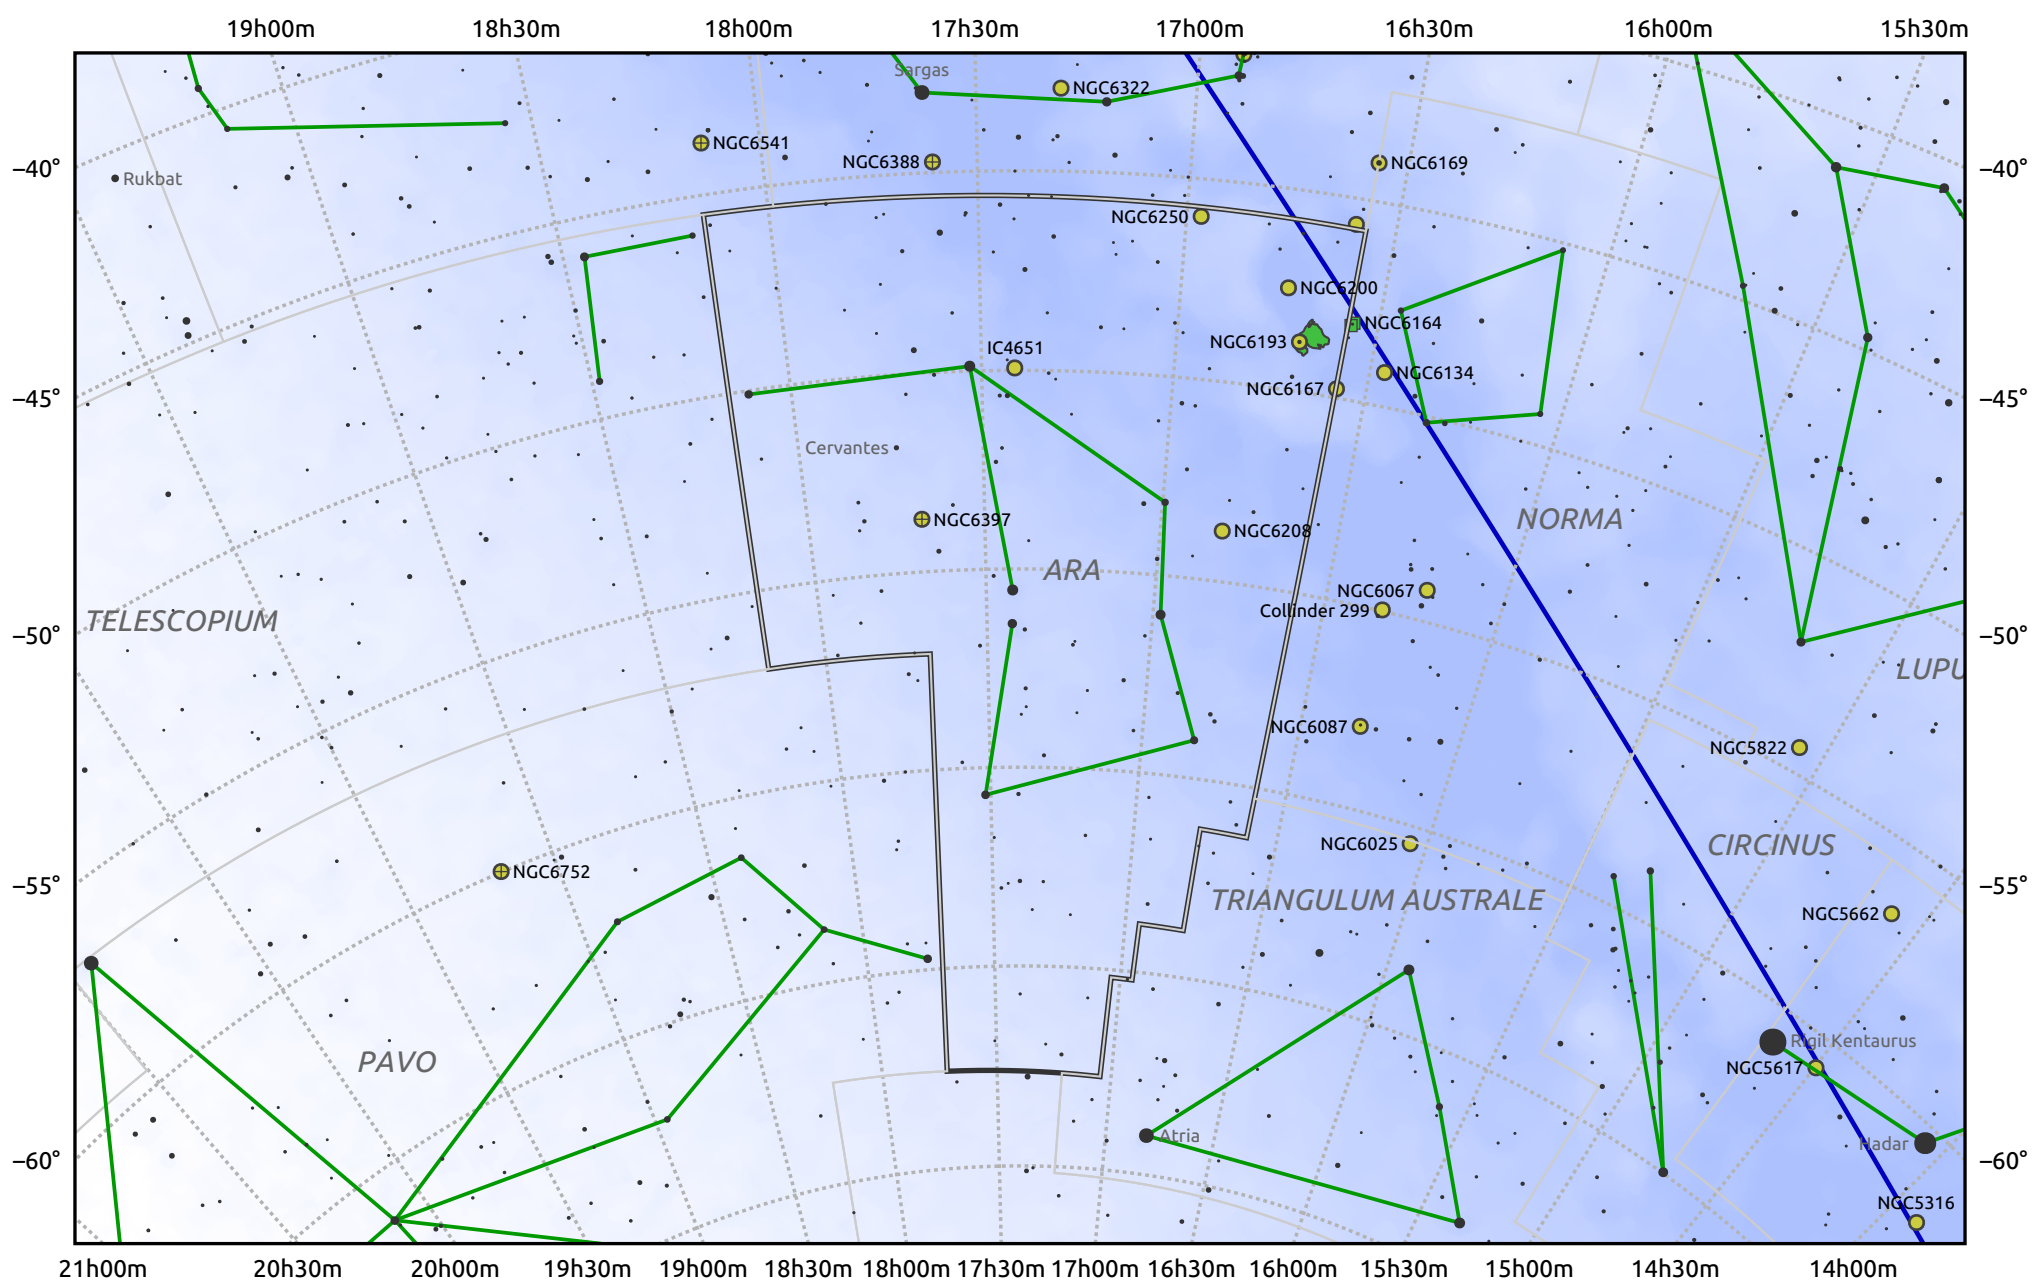 19h00m 18h30m 18h00m 17h30m 17h00m 16h30m 16h00m 15h30m
Sargas
NGC6322
NGC6541
NGC6388
NGC6169
−40° −40°
Rukbat
NGC6250
NGC6200
NGC6164
NGC6193
IC4651
NGC6134
NGC6167
−45° −45°
Cervantes
NGC6397
NORMA
NGC6208
ARA
NGC6067
Collinder 299
TELESCOPIUM
−50° −50°
LUPU
NGC6087
NGC5822
NGC6025
CIRCINUS
NGC6752
−55° −55°
TRIANGULUM AUSTRALE
NGC5662
Rigil Kentaurus
PAVO
NGC5617
Atria
Hadar
−60° −60°
NGC5316
21h00m 20h30m 20h00m 19h30m 19h00m 18h30m 18h00m 17h30m 17h00m 16h30m 16h00m 15h30m 15h00m 14h30m 14h00m